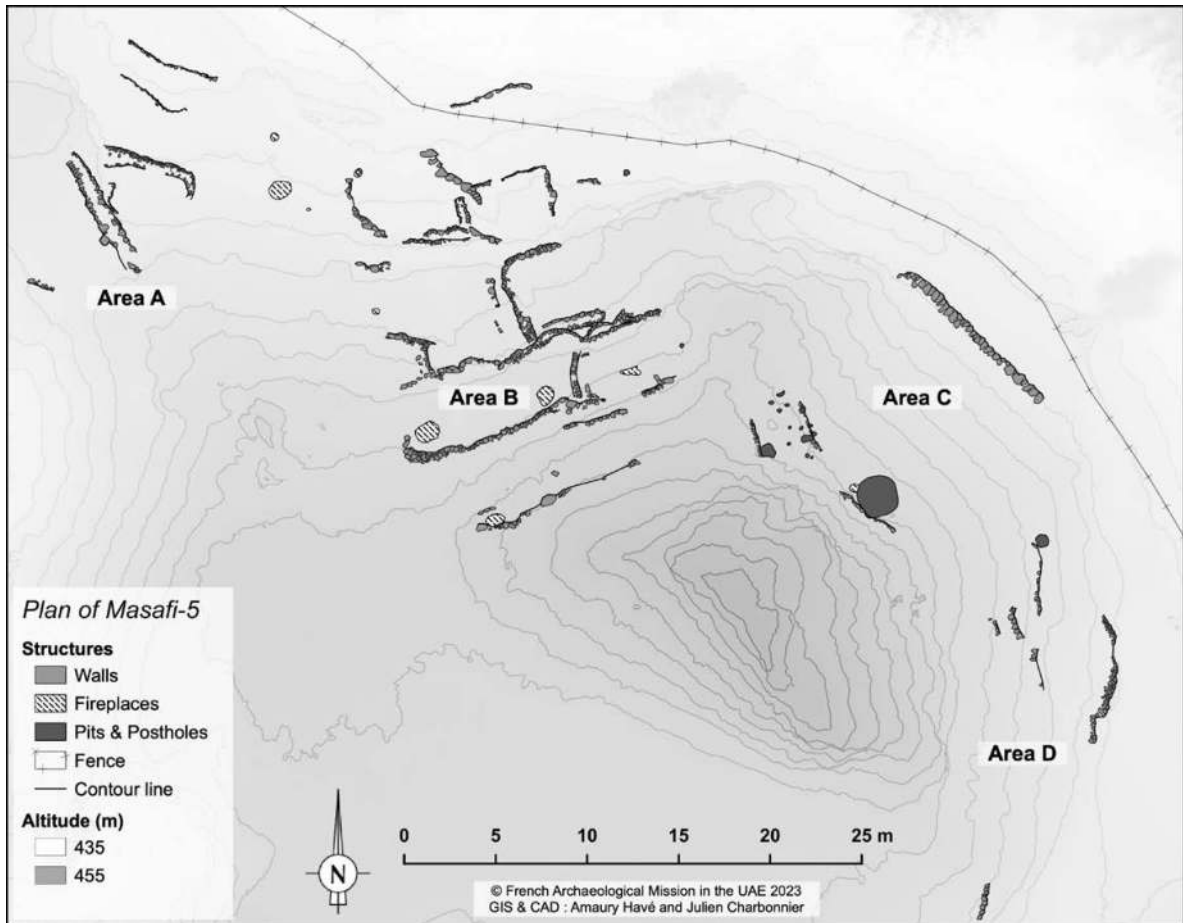 Area A
Area B
Area C
Area D
Plan of Masafi-5
Structures
Walls
Fireplaces
Pits & Postholes
Fence
Contour line
Altitude (m)
435
455
N
0 5 10 15 20 25 m
© French Archaeological Mission in the UAE 2023
GIS & CAD : Amaury Havé and Julien Charbonnier